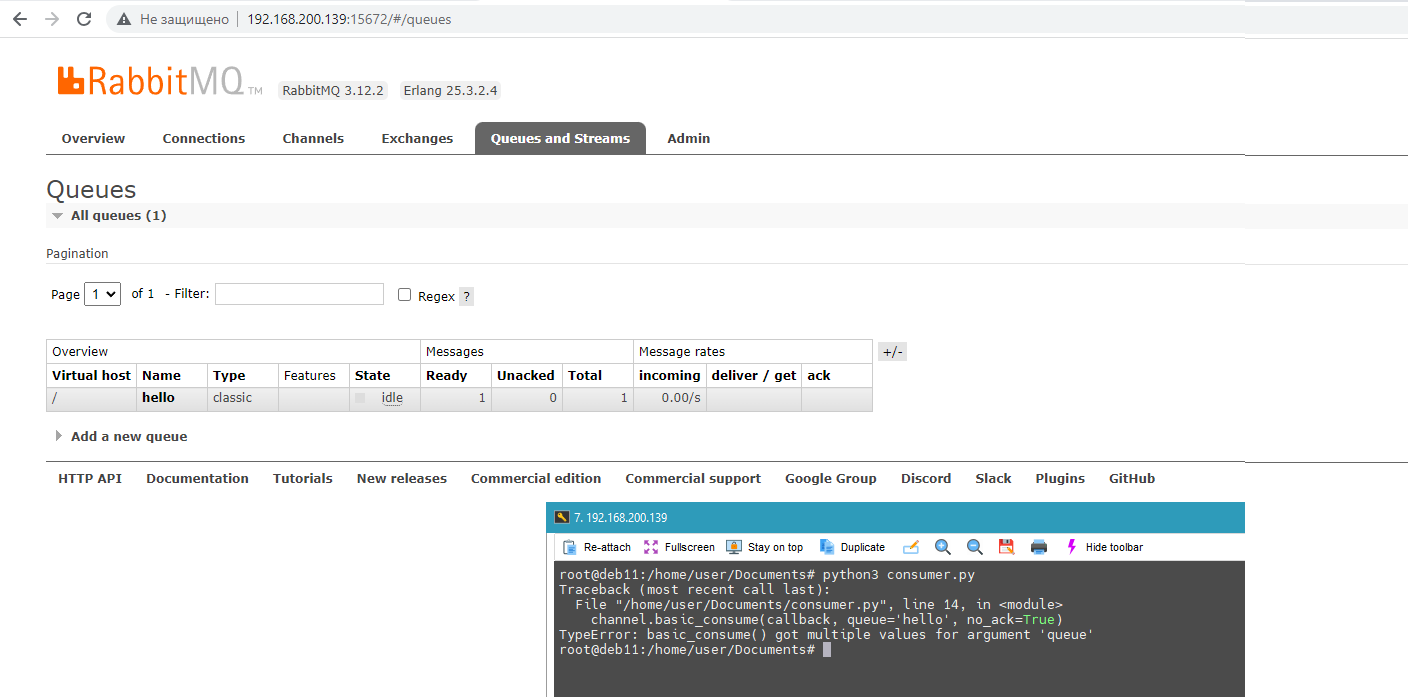 Не защищено 192.168.200.139:15672/#/queues
RabbitMQ TM RabbitMQ 3.12.2 Erlang 25.3.2.4
Overview Connections Channels Exchanges Queues and Streams Admin
Queues
All queues (1)
Pagination
Page 1 of 1 - Filter: Regex ?
Overview Messages Message rates +/-
Virtual host Name Type Features State Ready Unacked Total incoming deliver / get ack
/ hello classic idle 1 0 1 0.00/s
Add a new queue
HTTP API Documentation Tutorials New releases Commercial edition Commercial support Google Group Discord Slack Plugins GitHub
7. 192.168.200.139
Re-attach Fullscreen Stay on top Duplicate Hide toolbar
root@deb11:/home/user/Documents# python3 consumer.py
Traceback (most recent call last):
File "/home/user/Documents/consumer.py", line 14, in <module>
channel.basic_consume(callback, queue='hello', no_ack=True)
TypeError: basic_consume() got multiple values for argument 'queue'
root@deb11:/home/user/Documents#